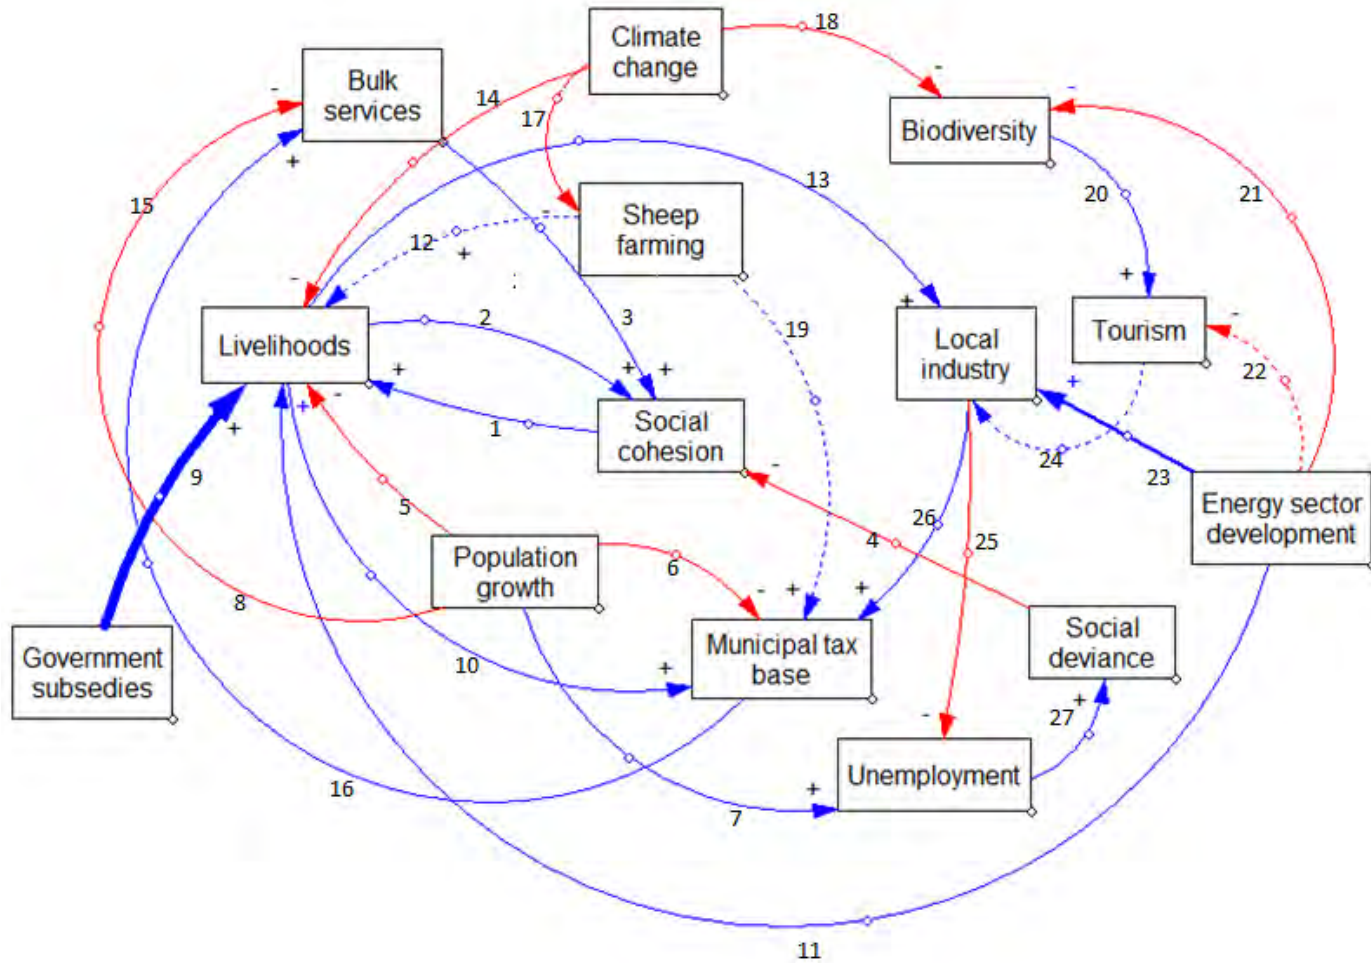 Climate
change
18
Bulk
services
-
-
-
14
17
Biodiversity
+
15
13
20
21
Sheep
farming
-
12
+
:
-
+
+
19
Livelihoods
2
3
Local
industry
Tourism
-
22
+
-
+
+
+
+
+
Social
cohesion
1
9
5
-
24
23
Energy sector
development
26
25
4
Population
growth
6
8
-
+
+
Social
deviance
Government
subsedies
10
+
Municipal tax
base
+
27
-
Unemployment
16
+
7
11